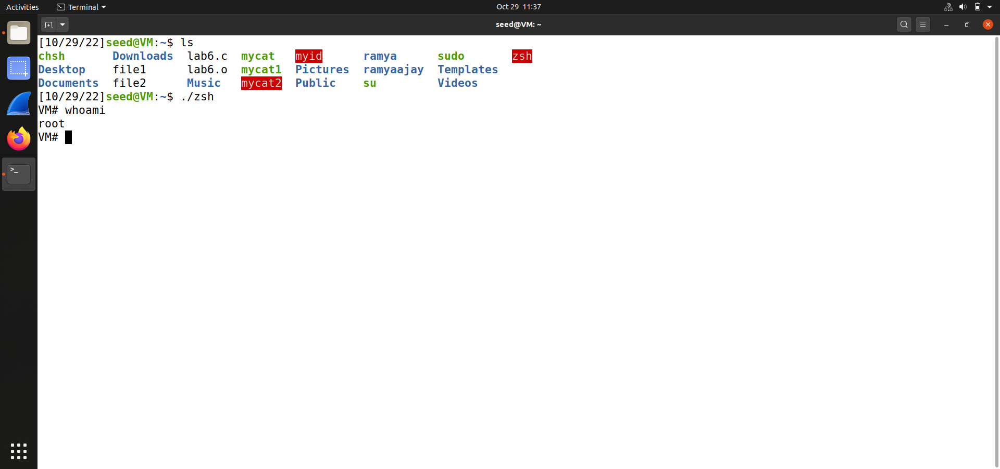 Activities Terminal Oct 29 11:37
seed@VM: ~
[10/29/22]seed@VM:~$ ls
chsh Downloads lab6.c mycat myid ramya sudo zsh
Desktop file1 lab6.o mycat1 Pictures ramyaajay Templates
Documents file2 Music mycat2 Public su Videos
[10/29/22]seed@VM:~$ ./zsh
VM# whoami
root
VM#